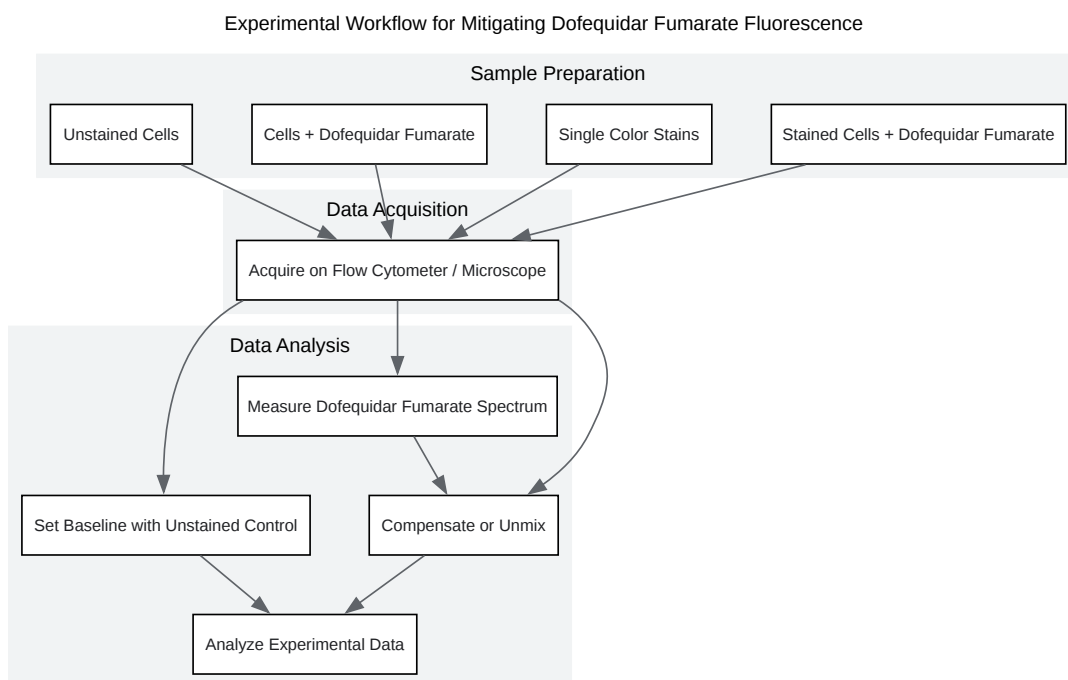 Experimental Workflow for Mitigating Dofequidar Fumarate Fluorescence
Sample Preparation
Unstained Cells
Cells + Dofequidar Fumarate
Single Color Stains
Stained Cells + Dofequidar Fumarate
Data Acquisition
Acquire on Flow Cytometer / Microscope
Data Analysis
Measure Dofequidar Fumarate Spectrum
Set Baseline with Unstained Control
Compensate or Unmix
Analyze Experimental Data